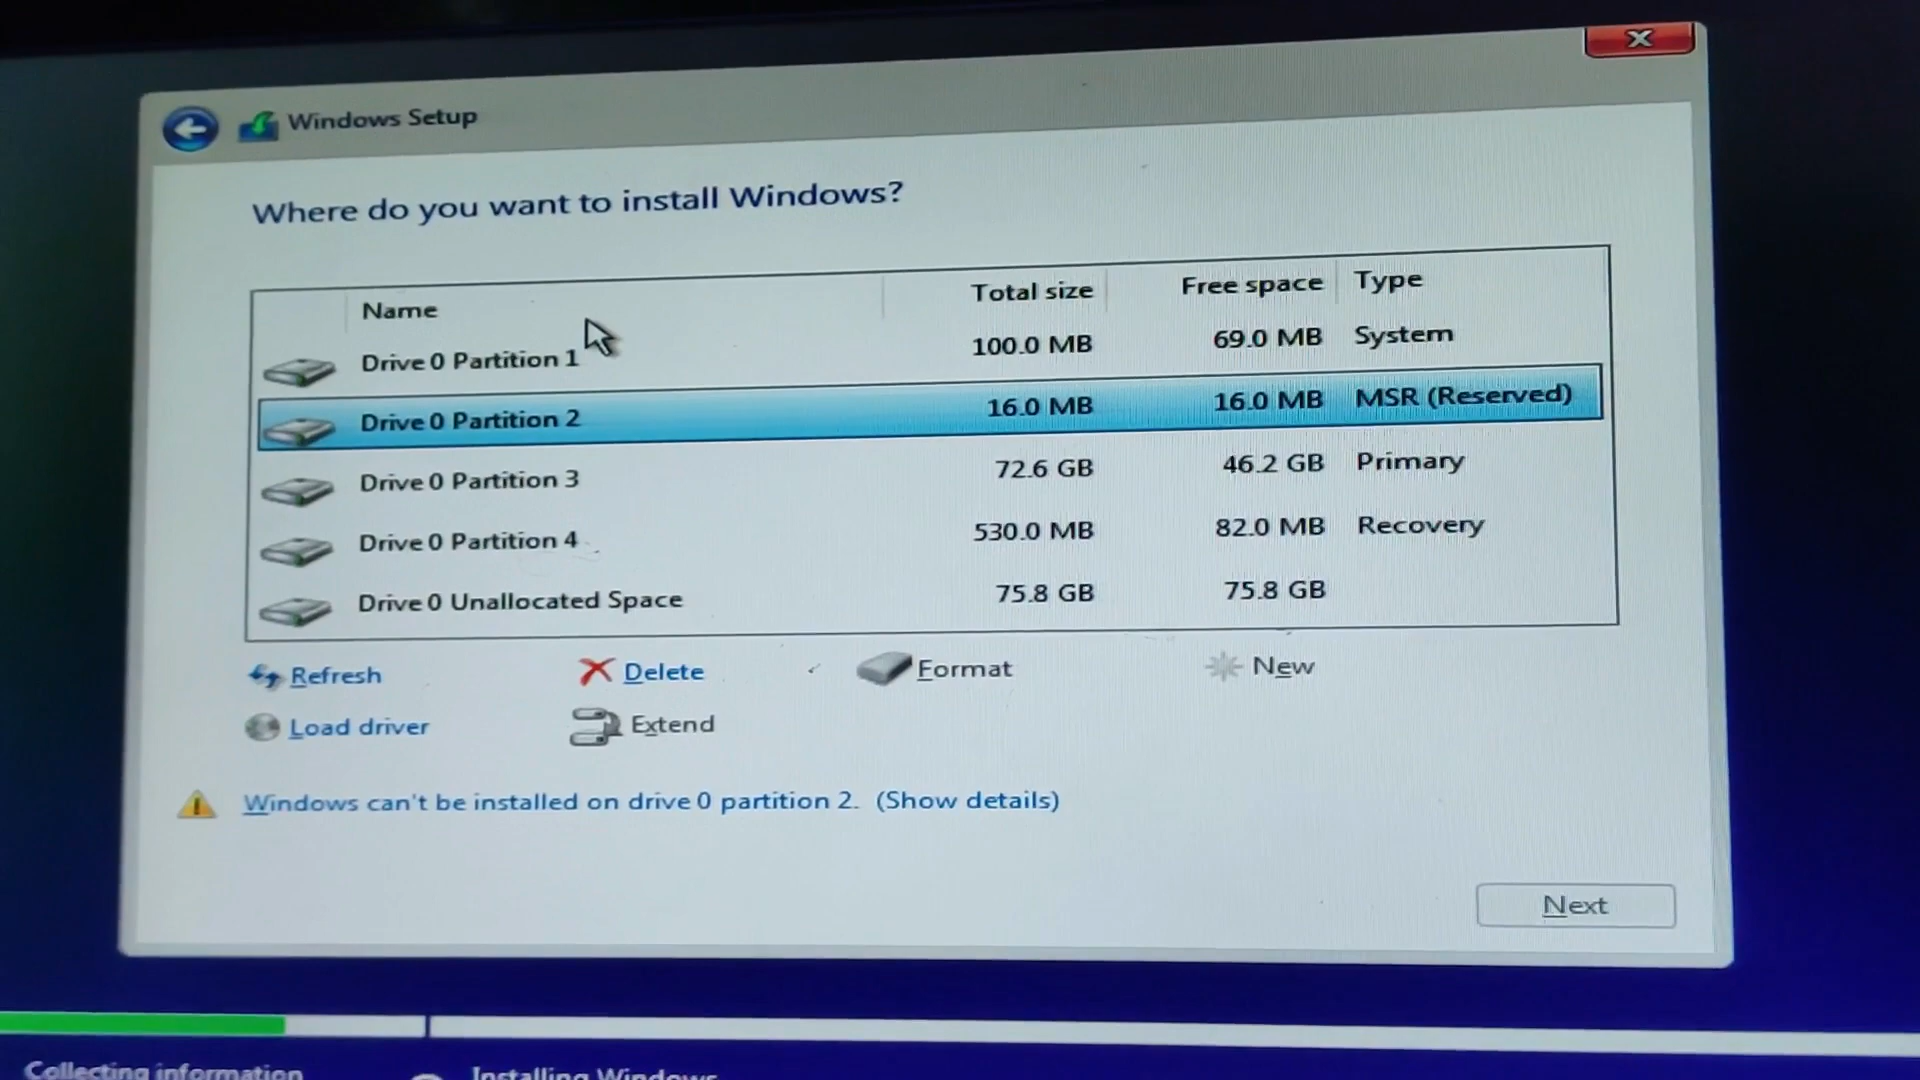 Windows Setup
Where do you want to install Windows?
Name Total size Free space Type
Drive 0 Partition 1 100.0 MB 69.0 MB System
Drive 0 Partition 2 16.0 MB 16.0 MB MSR (Reserved)
Drive 0 Partition 3 72.6 GB 46.2 GB Primary
Drive 0 Partition 4 530.0 MB 82.0 MB Recovery
Drive 0 Unallocated Space 75.8 GB 75.8 GB
Refresh Delete Format New
Load driver Extend
Windows can't be installed on drive 0 partition 2. (Show details)
Next
Collecting information Installing Windows